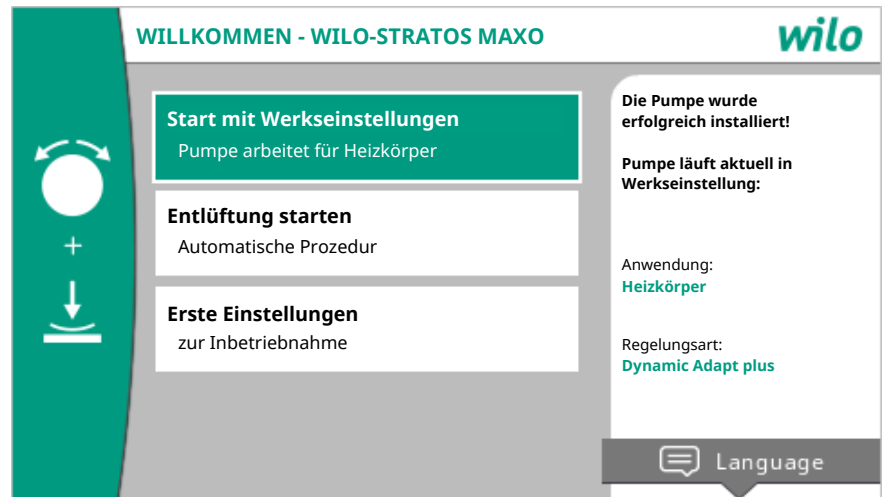 WILLKOMMEN - WILO-STRATOS MAXO
wilo
Start mit Werkseinstellungen
Pumpe arbeitet für Heizkörper
Entlüftung starten
Automatische Prozedur
Erste Einstellungen
zur Inbetriebnahme
+
Die Pumpe wurde
erfolgreich installiert!
Pumpe läuft aktuell in
Werkseinstellung:
Anwendung:
Heizkörper
Regelungsart:
Dynamic Adapt plus
Language